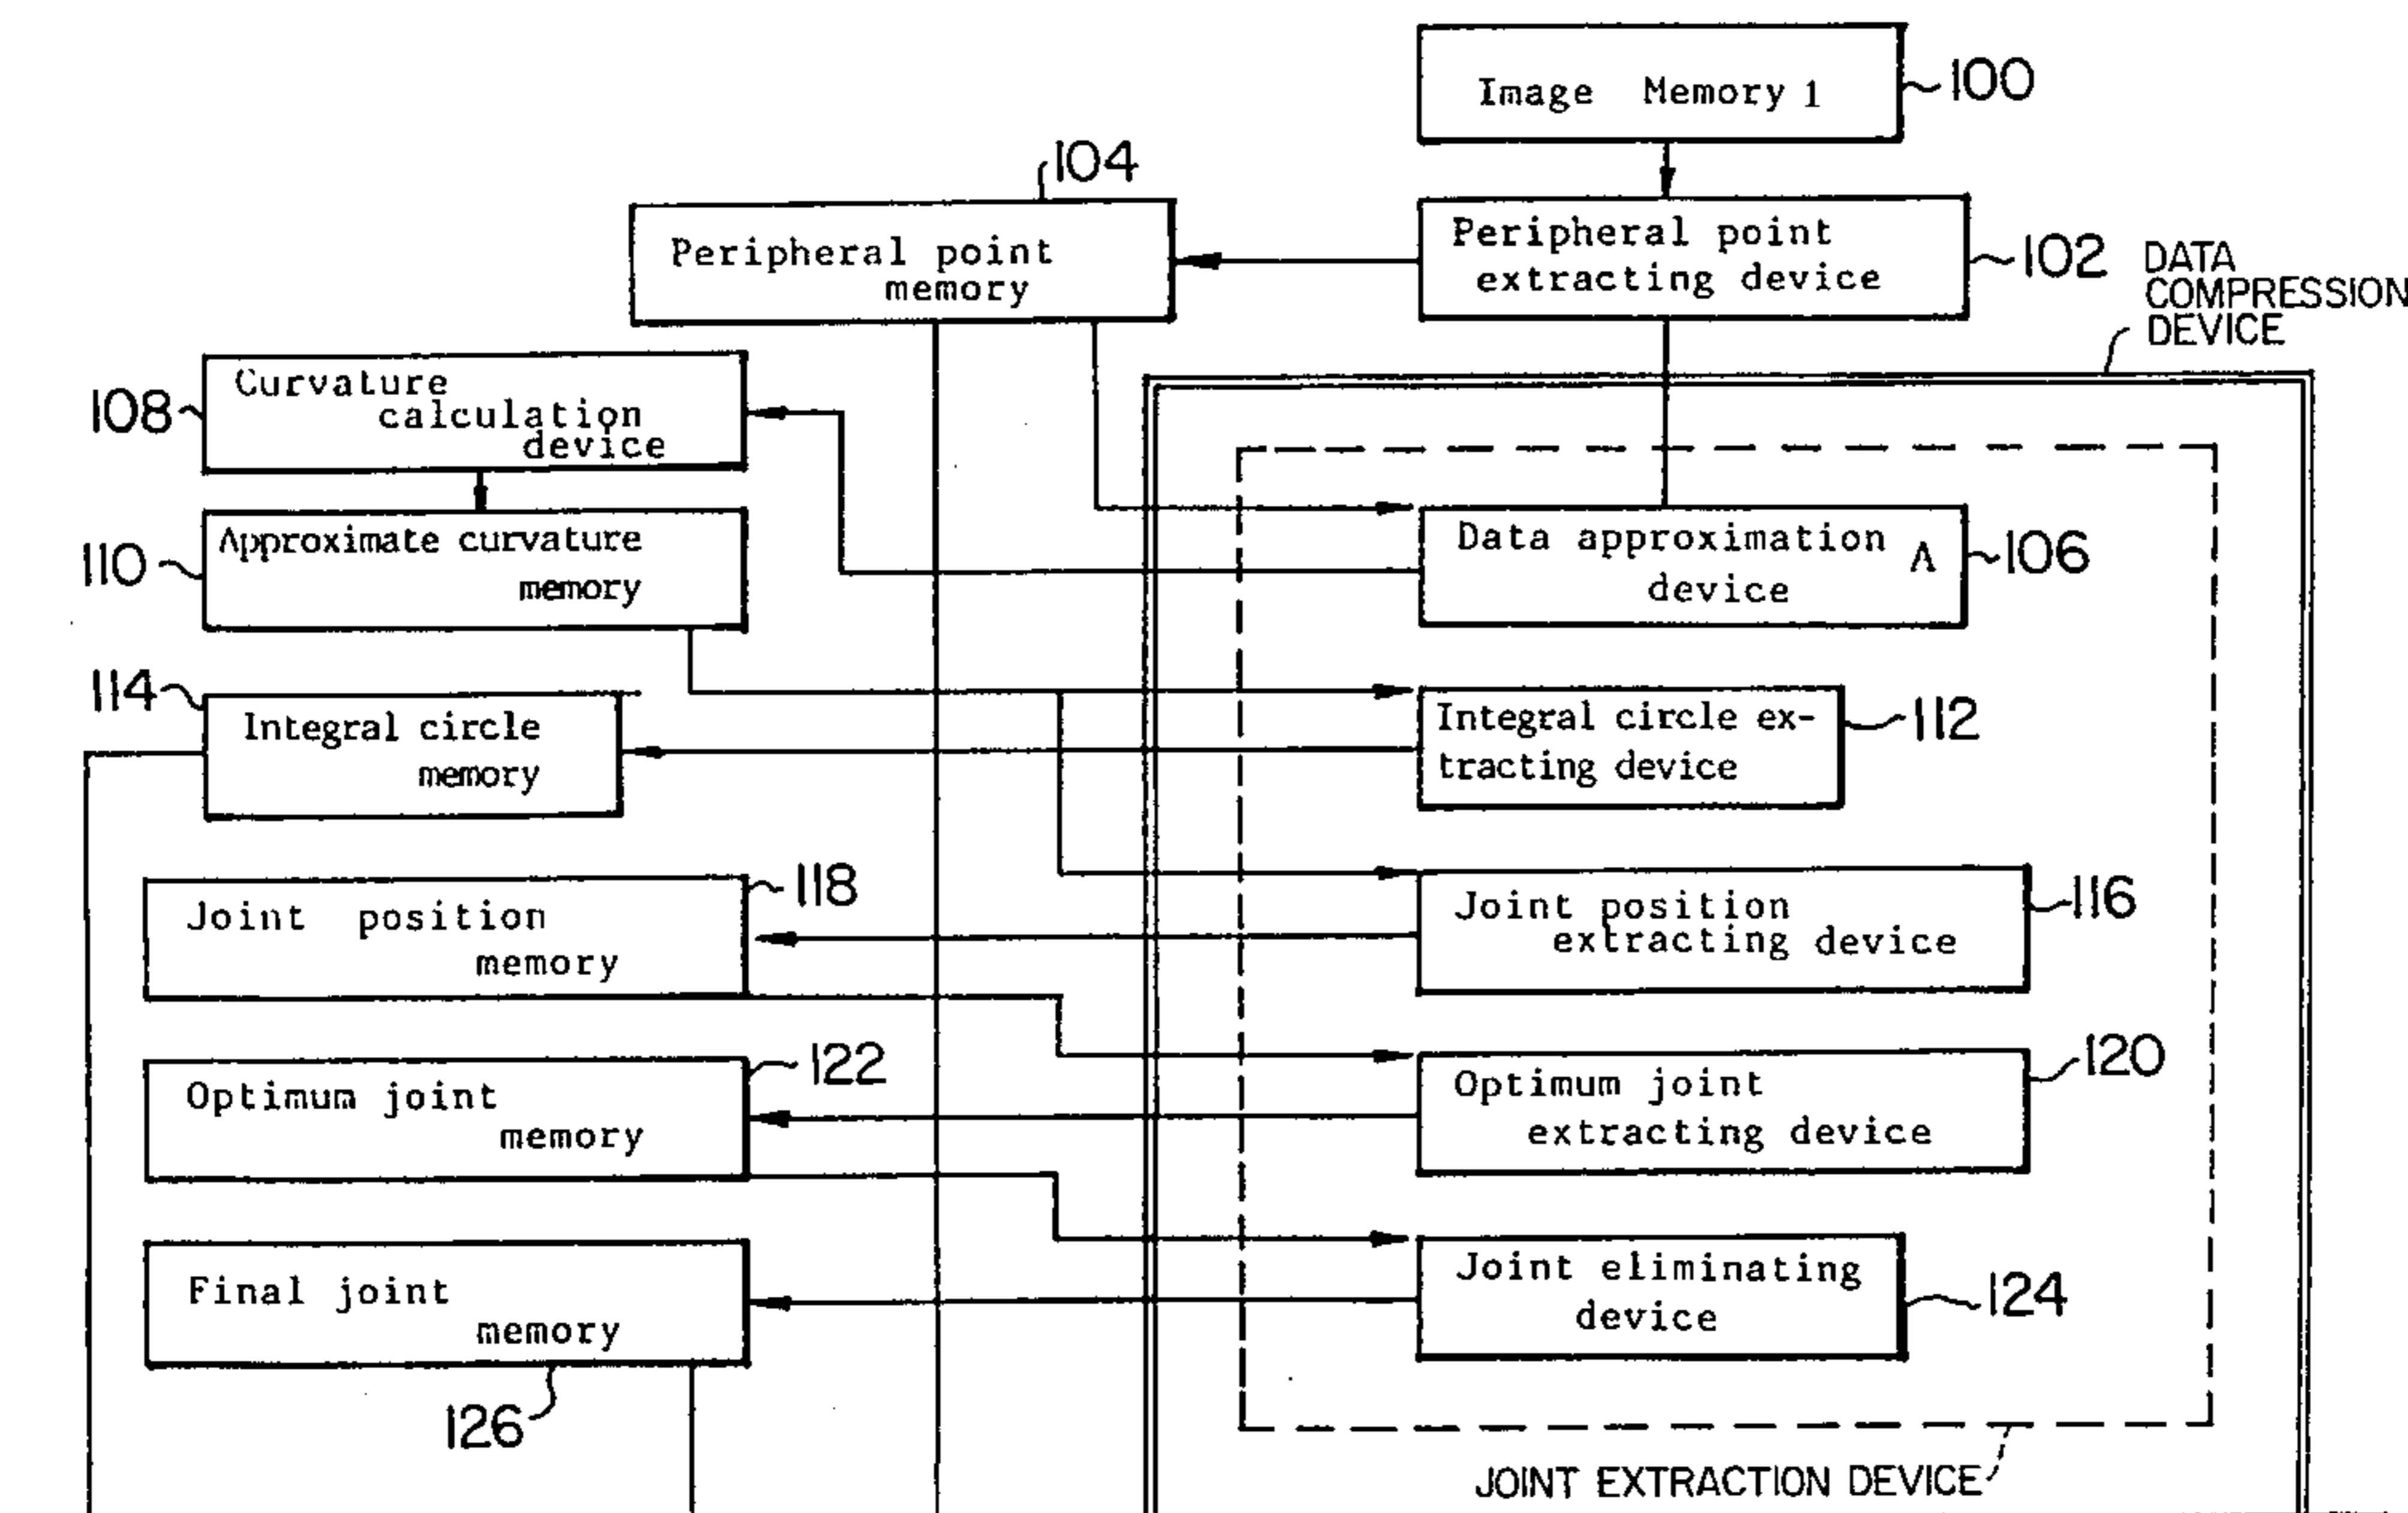 Image Memory 1
100
104
Peripheral point
memory
Peripheral point
extracting device
102
DATA
COMPRESSION
DEVICE
108
Curvature
calculation
device
110
Approximate curvature
memory
Data approximation A
device
106
114
Integral circle
memory
Integral circle ex-
tracting device
112
118
Joint position
memory
Joint position
extracting device
116
122
Optimum joint
memory
Optimum joint
extracting device
120
Final joint
memory
126
Joint eliminating
device
124
JOINT EXTRACTION DEVICE